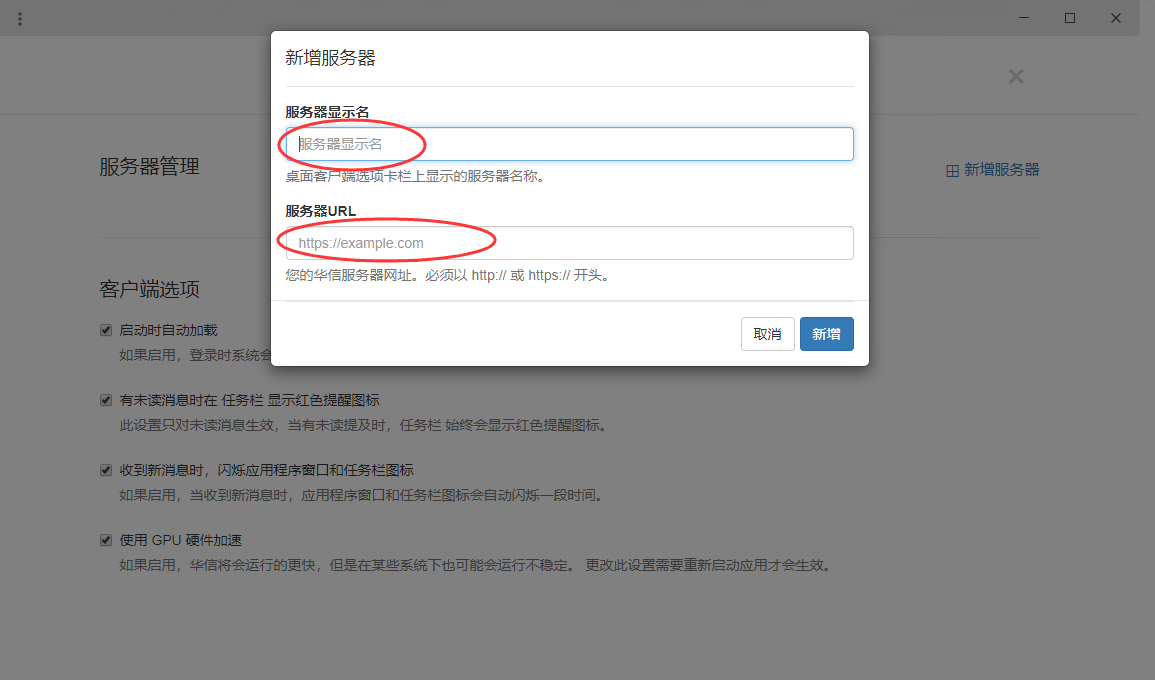 新增服务器
服务器显示名
服务器显示名
桌面客户端选项卡栏上显示的服务器名称。
服务器URL
https://example.com
您的华信服务器网址。必须以 http:// 或 https:// 开头。
取消
新增
服务器管理
新增服务器
客户端选项
启动时自动加载
如果启用，登录时系统会
有未读消息时在 任务栏 显示红色提醒图标
此设置只对未读消息生效，当有未读提及时，任务栏 始终会显示红色提醒图标。
收到新消息时，闪烁应用程序窗口和任务栏图标
如果启用，当收到新消息时，应用程序窗口和任务栏图标会自动闪烁一段时间。
使用 GPU 硬件加速
如果启用，华信将会运行的更快，但是在某些系统下也可能会运行不稳定。 更改此设置需要重新启动应用才会生效。